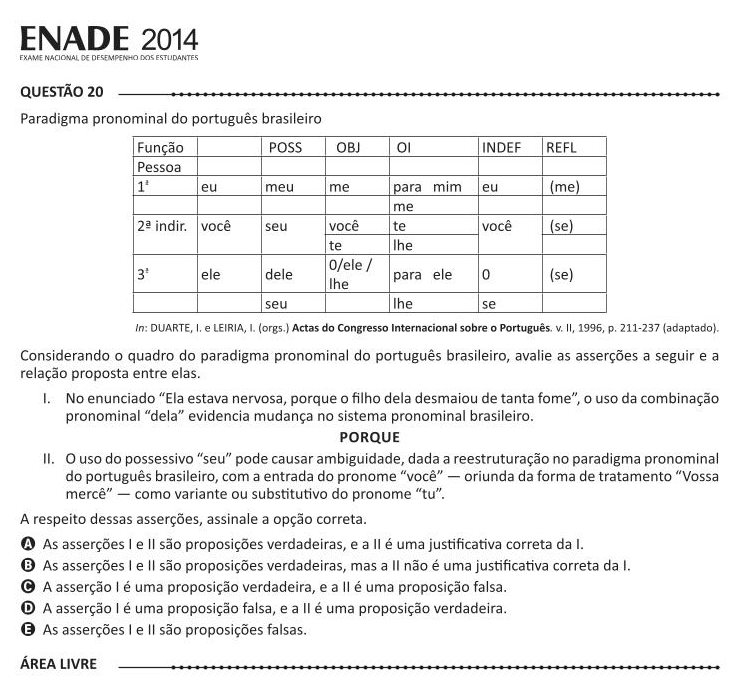 ENADE 2014
EXAME NACIONAL DE DESEMPENHO DOS ESTUDANTES
QUESTÃO 20
Paradigma pronominal do português brasileiro
Função POSS OBJ OI INDEF REFL
Pessoa
1ª eu meu me para mim eu (me)
me
2ª indir. você seu você te você (se)
te lhe
3ª ele dele 0/ele / lhe para ele 0 (se)
seu lhe se
In: DUARTE, I. e LEIRIA, I. (orgs.) Actas do Congresso Internacional sobre o Português. v. II, 1996, p. 211-237 (adaptado).
Considerando o quadro do paradigma pronominal do português brasileiro, avalie as asserções a seguir e a
relação proposta entre elas.
I. No enunciado “Ela estava nervosa, porque o filho dela desmaiou de tanta fome”, o uso da combinação
pronominal “dela” evidencia mudança no sistema pronominal brasileiro.
PORQUE
II. O uso do possessivo “seu” pode causar ambiguidade, dada a reestruturação no paradigma pronominal
do português brasileiro, com a entrada do pronome “você” — oriunda da forma de tratamento “Vossa
mercê” — como variante ou substitutivo do pronome “tu”.
A respeito dessas asserções, assinale a opção correta.
A As asserções I e II são proposições verdadeiras, e a II é uma justificativa correta da I.
B As asserções I e II são proposições verdadeiras, mas a II não é uma justificativa correta da I.
C A asserção I é uma proposição verdadeira, e a II é uma proposição falsa.
D A asserção I é uma proposição falsa, e a II é uma proposição verdadeira.
E As asserções I e II são proposições falsas.
ÁREA LIVRE